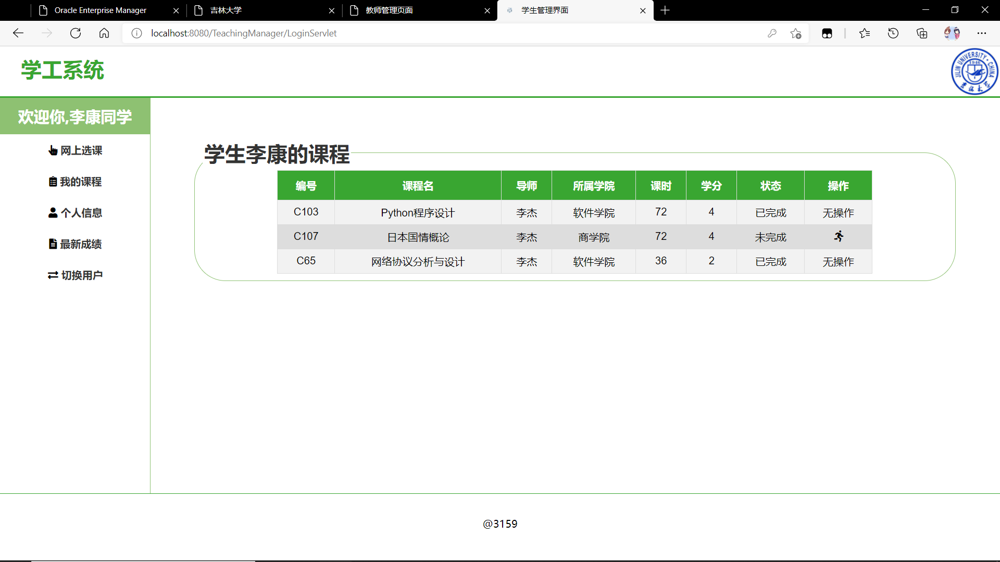 Oracle Enterprise Manager 吉林大学 教师管理页面 学生管理界面
localhost:8080/TeachingManager/LoginServlet
学工系统
JILIN UNIVERSITY · CHINA
1946
吉林大学
欢迎你,李康同学
网上选课
我的课程
个人信息
最新成绩
切换用户
学生李康的课程
编号 课程名 导师 所属学院 课时 学分 状态 操作
C103 Python程序设计 李杰 软件学院 72 4 已完成 无操作
C107 日本国情概论 李杰 商学院 72 4 未完成
C65 网络协议分析与设计 李杰 软件学院 36 2 已完成 无操作
@3159